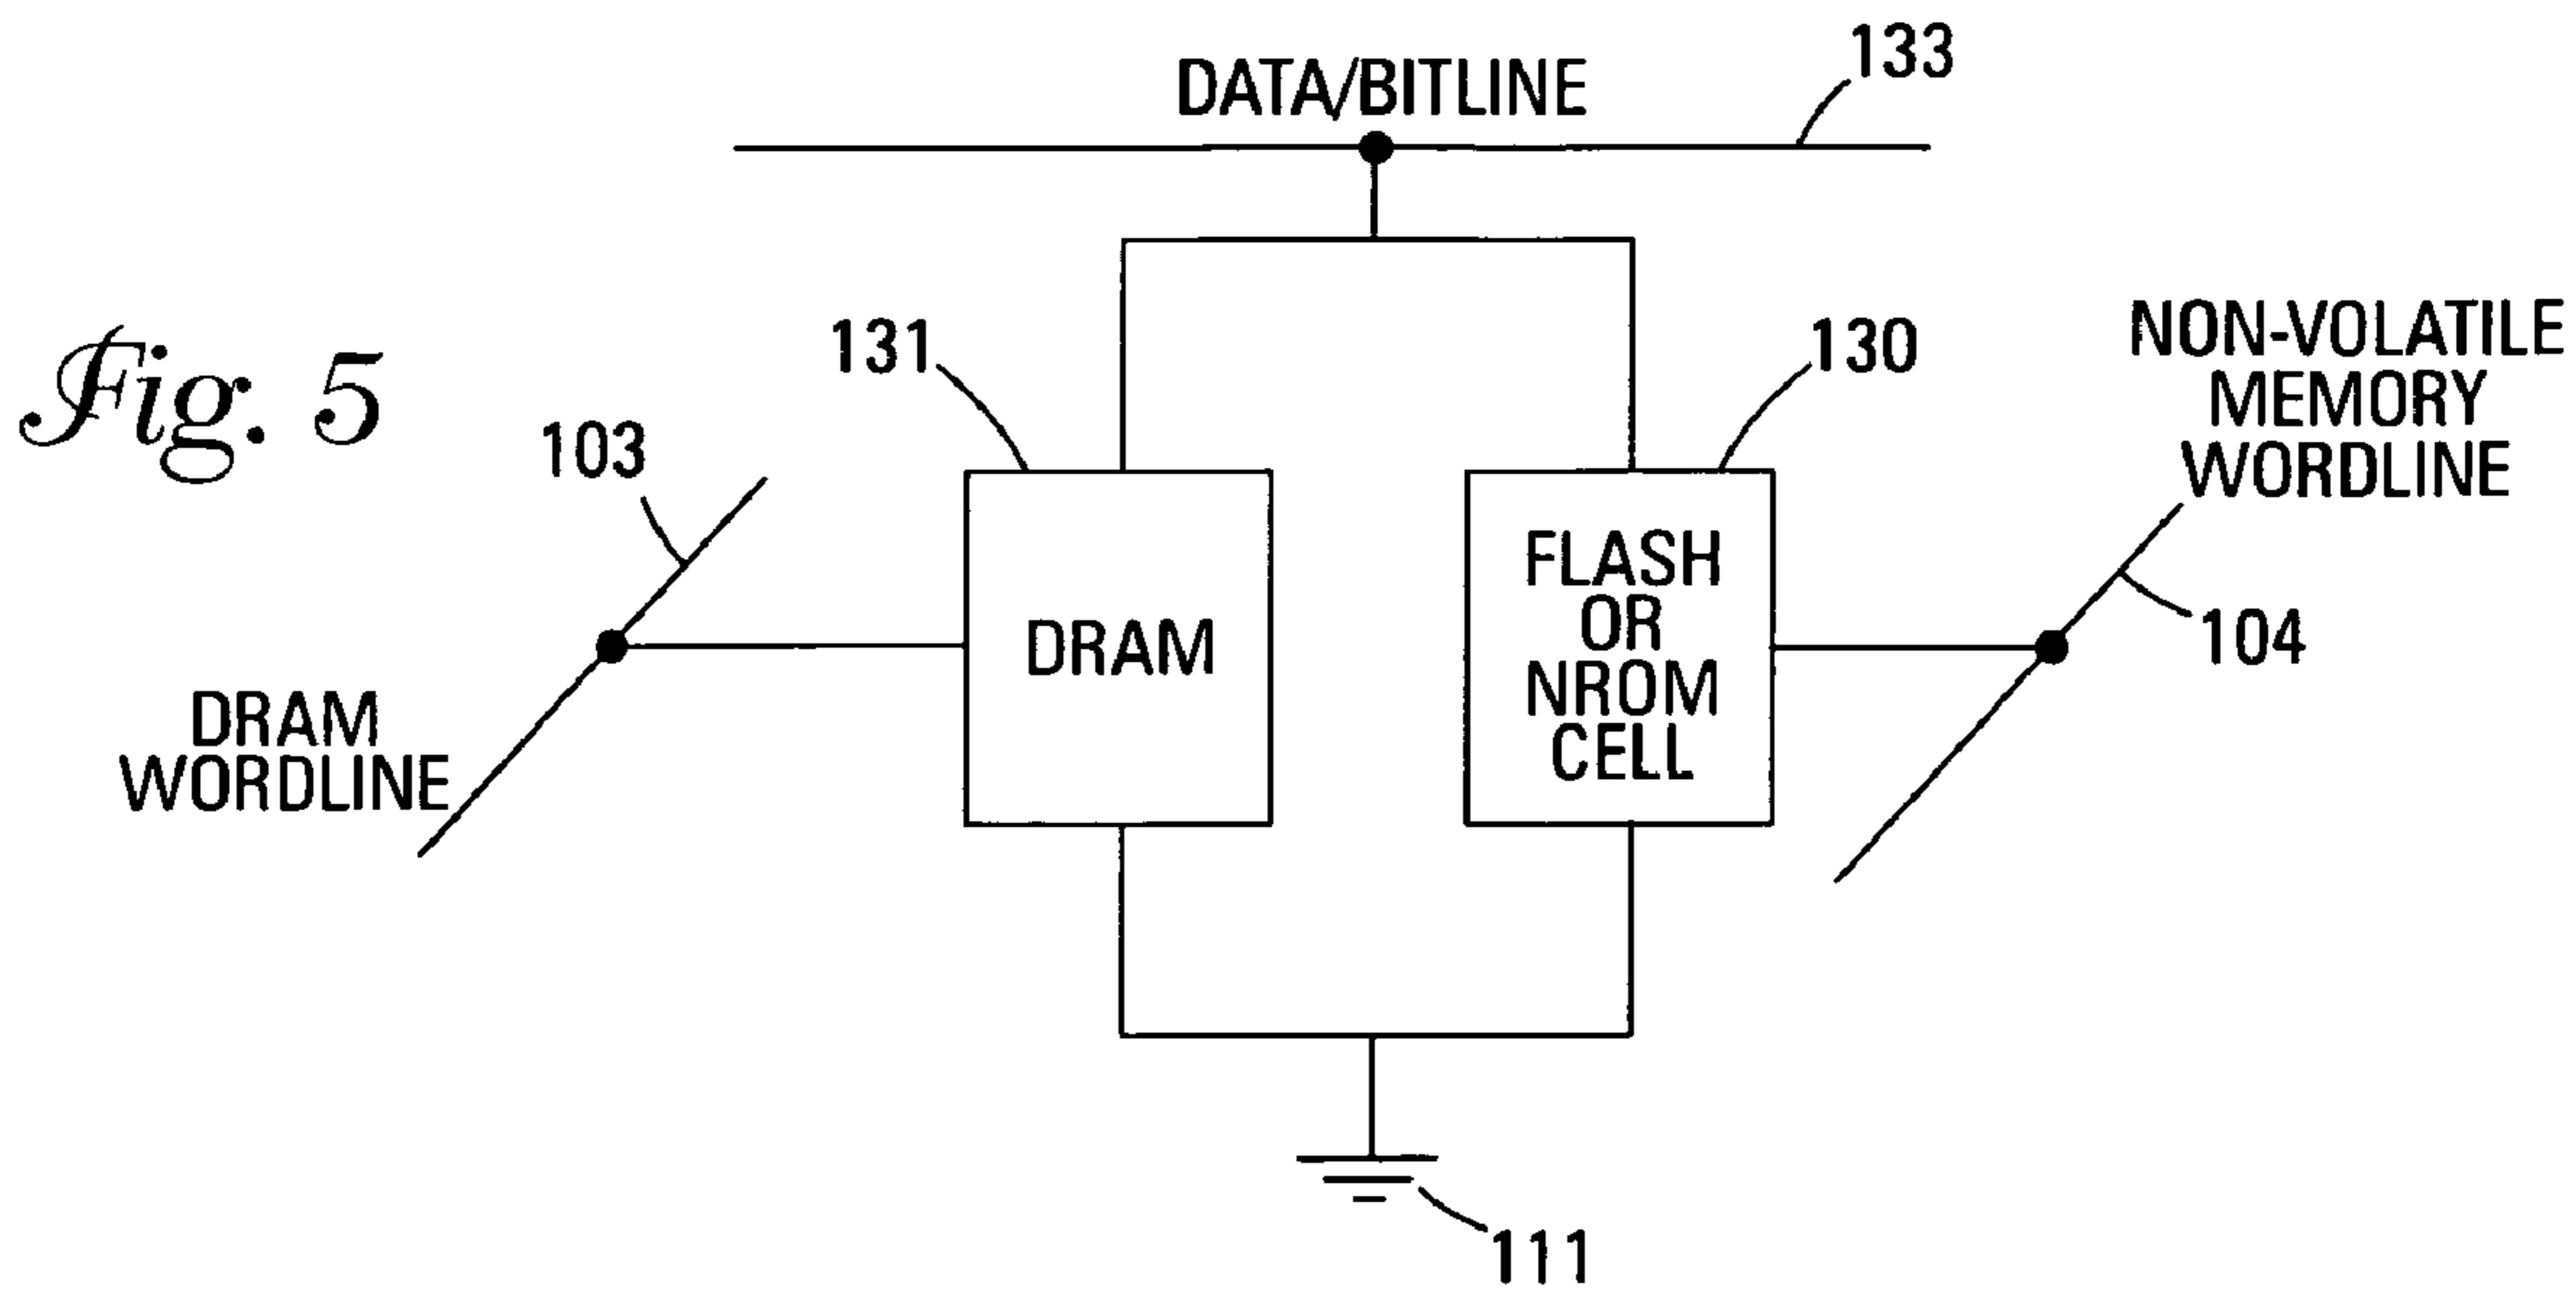 133
DATA/BITLINE
Fig. 5
131
130
NON-VOLATILE
MEMORY
WORDLINE
103
FLASH
OR
NROM
CELL
DRAM
104
DRAM
WORDLINE
111